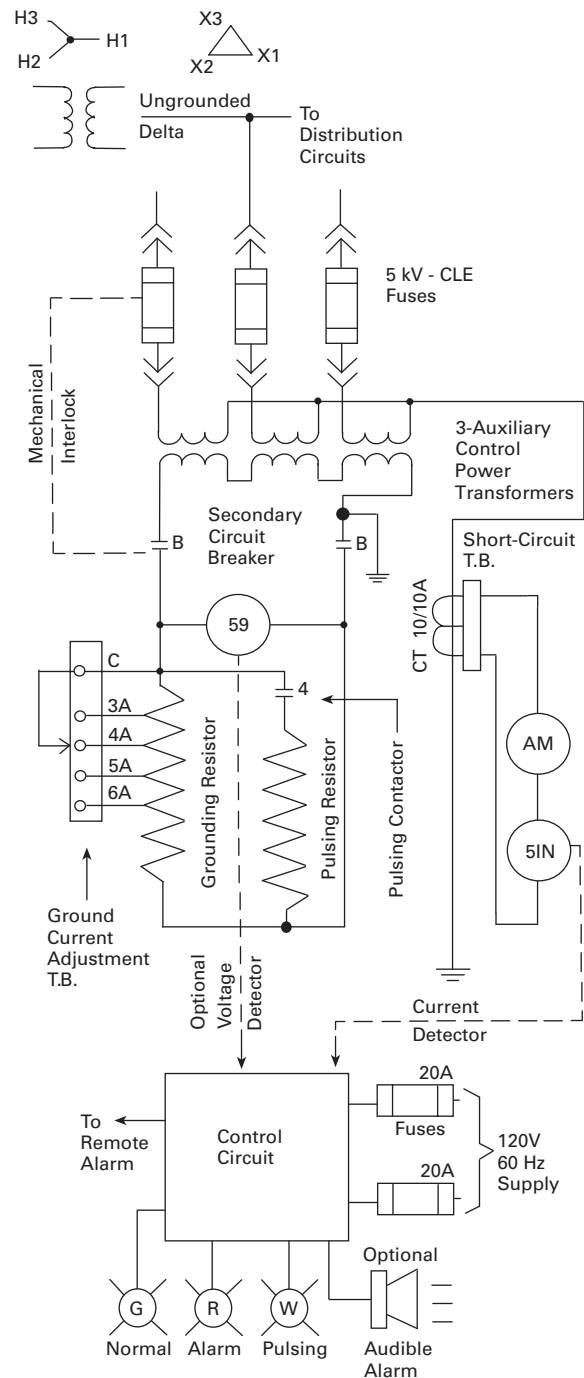 H3
H1
H2
X3
X2
X1
Ungrounded
Delta
To
Distribution
Circuits
5 kV - CLE
Fuses
Mechanical
Interlock
3-Auxiliary
Control
Power
Transformers
Secondary
Circuit
Breaker
B
B
Short-Circuit
T.B.
CT 10/10A
59
C
3A
4A
5A
6A
4
Grounding Resistor
Pulsing Resistor
Pulsing Contactor
AM
5IN
Ground
Current
Adjustment
T.B.
Optional
Voltage
Detector
Current
Detector
To
Remote
Alarm
Control
Circuit
20A
Fuses
20A
120V
60 Hz
Supply
G
Normal
R
Alarm
W
Pulsing
Optional
Audible
Alarm